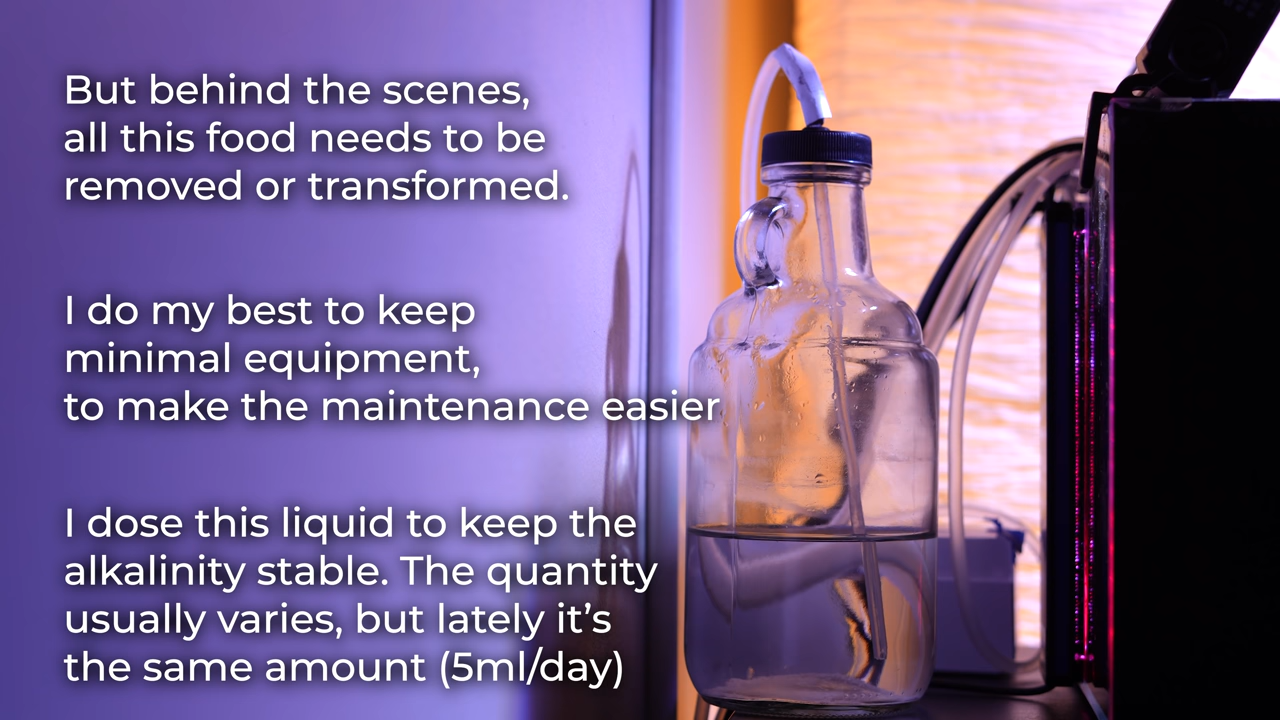 But behind the scenes,
all this food needs to be
removed or transformed.
I do my best to keep
minimal equipment,
to make the maintenance easier
I dose this liquid to keep the
alkalinity stable. The quantity
usually varies, but lately it’s
the same amount (5ml/day)